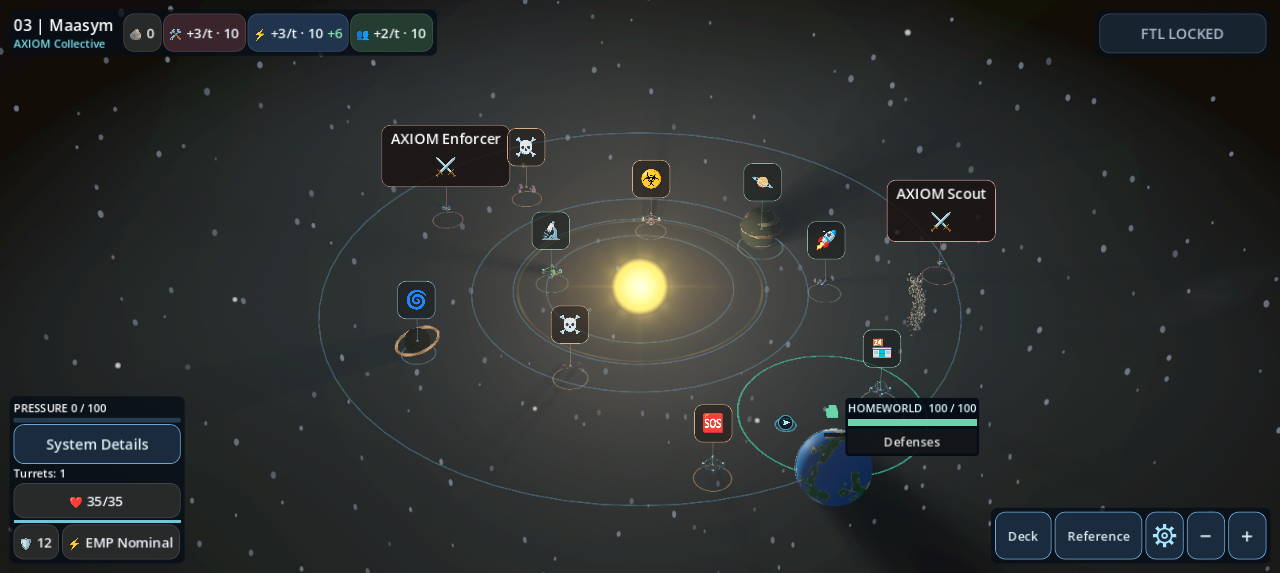 03 | Maasym
AXIOM Collective
0
+3/t · 10
+3/t · 10 +6
+2/t · 10
FTL LOCKED
AXIOM Enforcer
AXIOM Scout
24
SOS
HOMEWORLD 100 / 100
Defenses
PRESSURE 0 / 100
System Details
Turrets: 1
35/35
12
EMP Nominal
Deck
Reference
−
+